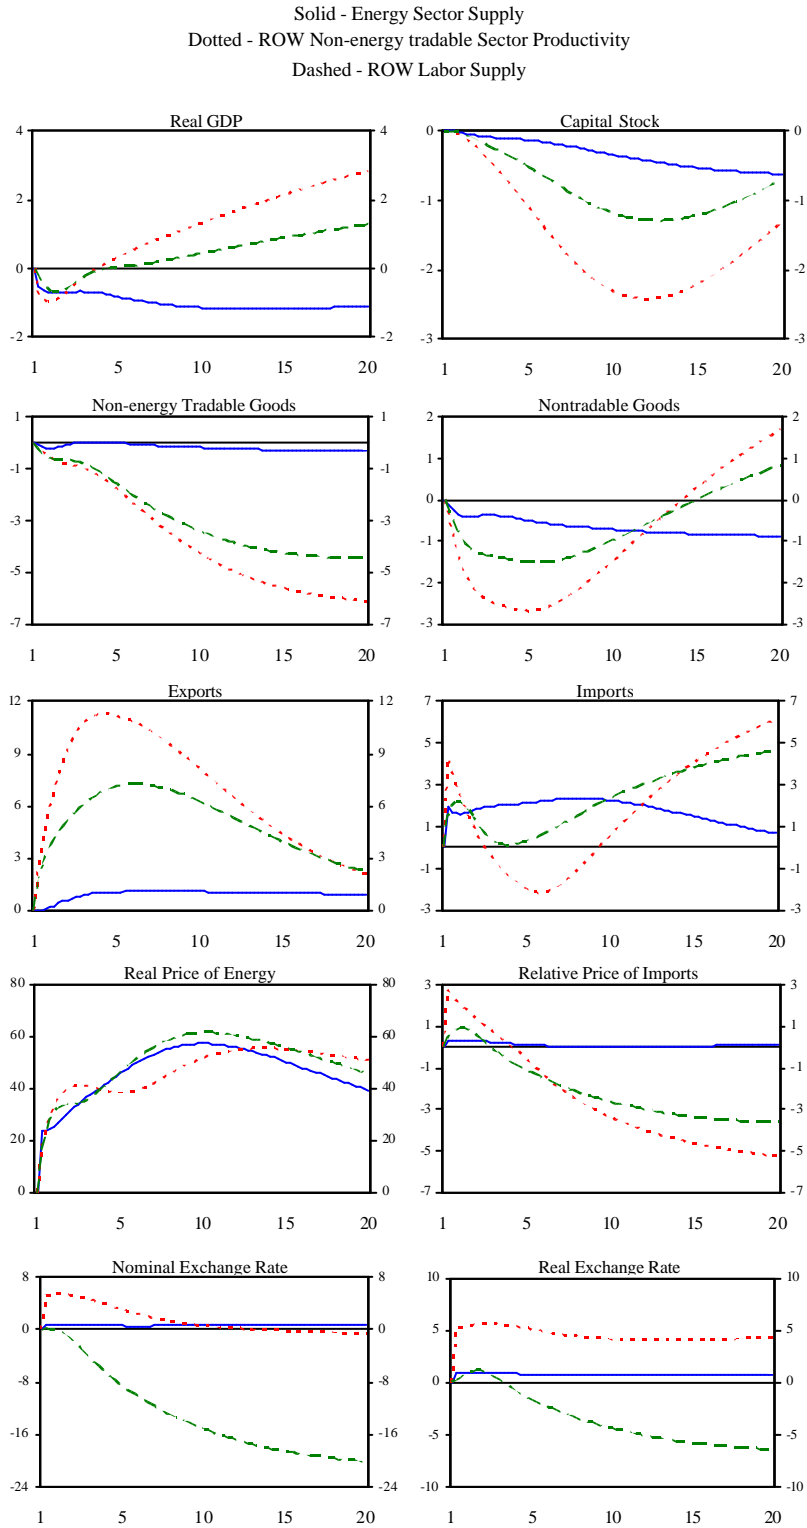 Solid - Energy Sector Supply
Dotted - ROW Non-energy tradable Sector Productivity
Dashed - ROW Labor Supply
Real GDP
4 4
2 2
0 0
-2 -2
1 5 10 15 20
Capital Stock
0 0
-1 -1
-2 -2
-3 -3
1 5 10 15 20
Non-energy Tradable Goods
1 1
-1 -1
-3 -3
-5 -5
-7 -7
1 5 10 15 20
Nontradable Goods
2 2
1 1
0 0
-1 -1
-2 -2
-3 -3
1 5 10 15 20
Exports
12 12
9 9
6 6
3 3
0 0
1 5 10 15 20
Imports
7 7
5 5
3 3
1 1
-1 -1
-3 -3
1 5 10 15 20
Real Price of Energy
80 80
60 60
40 40
20 20
0 0
1 5 10 15 20
Relative Price of Imports
3 3
1 1
-1 -1
-3 -3
-5 -5
-7 -7
1 5 10 15 20
Nominal Exchange Rate
8 8
0 0
-8 -8
-16 -16
-24 -24
1 5 10 15 20
Real Exchange Rate
10 10
5 5
0 0
-5 -5
-10 -10
1 5 10 15 20